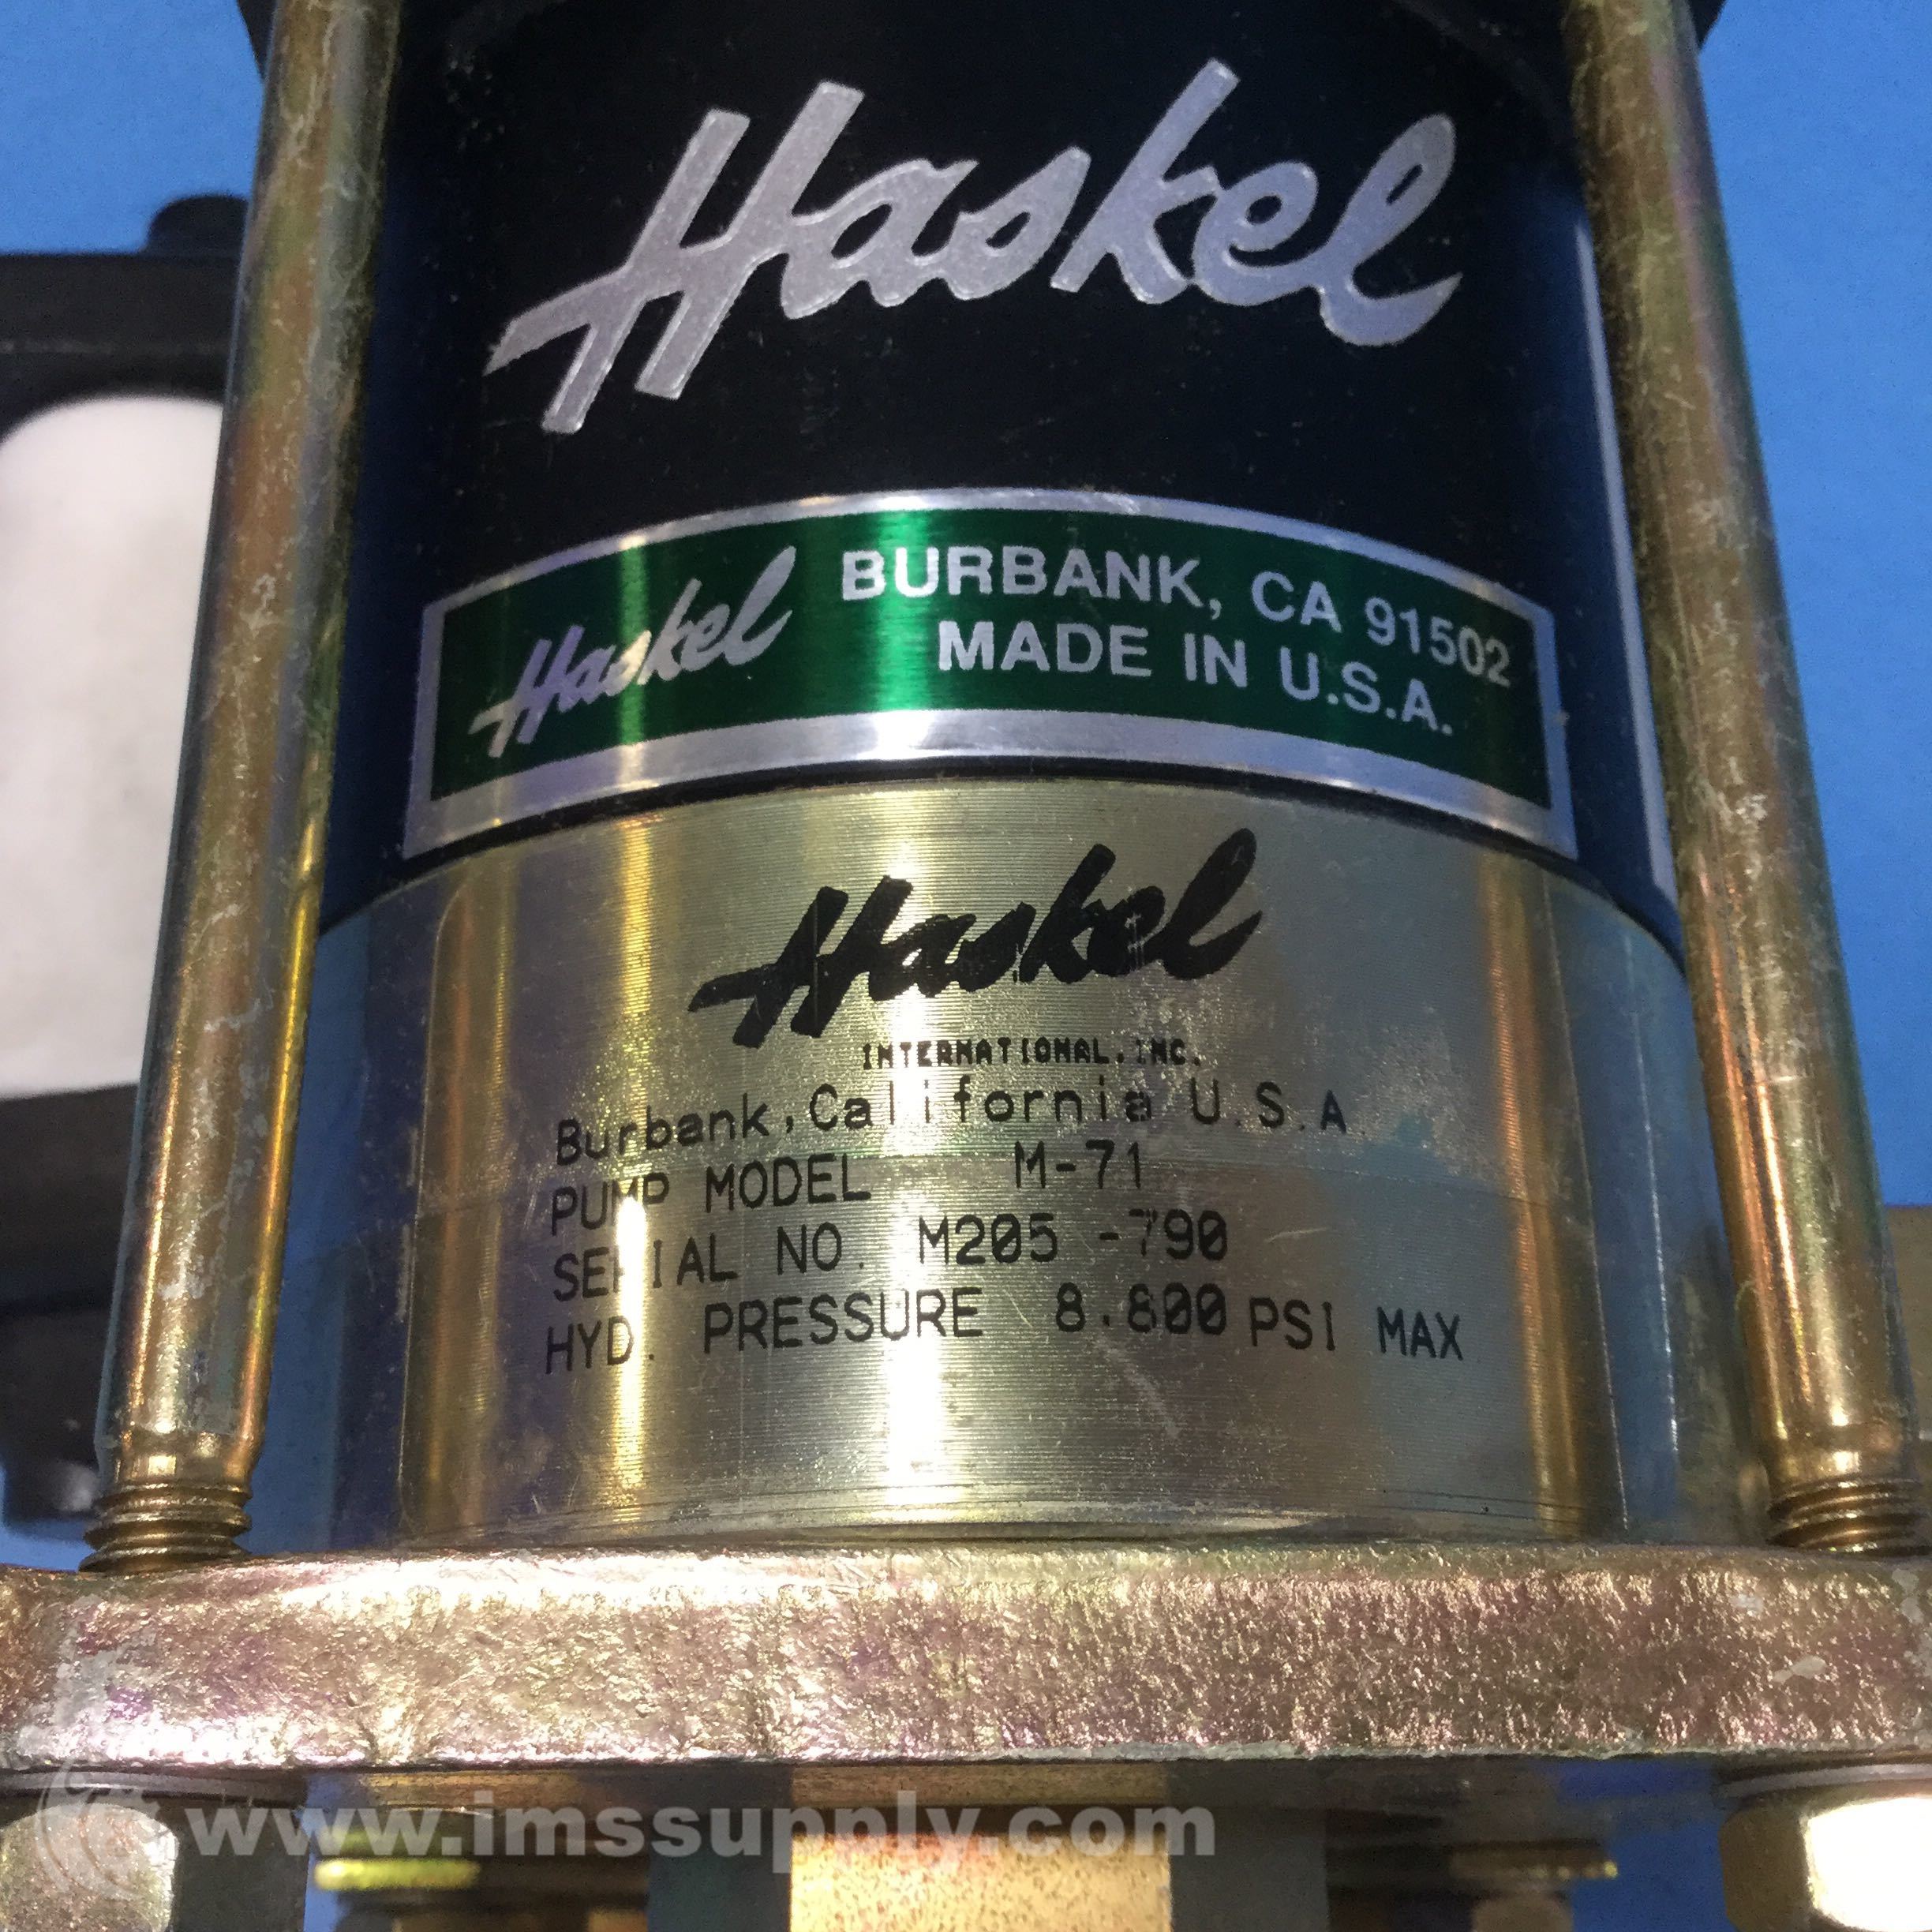 Haskel
Haskel BURBANK, CA 91502
MADE IN U.S.A.
Haskel
INTERNATIONAL, INC.
Burbank, California U.S.A.
PUMP MODEL M-71
SERIAL NO. M205 -790
HYD. PRESSURE 8.800 PSI MAX
www.imssupply.com